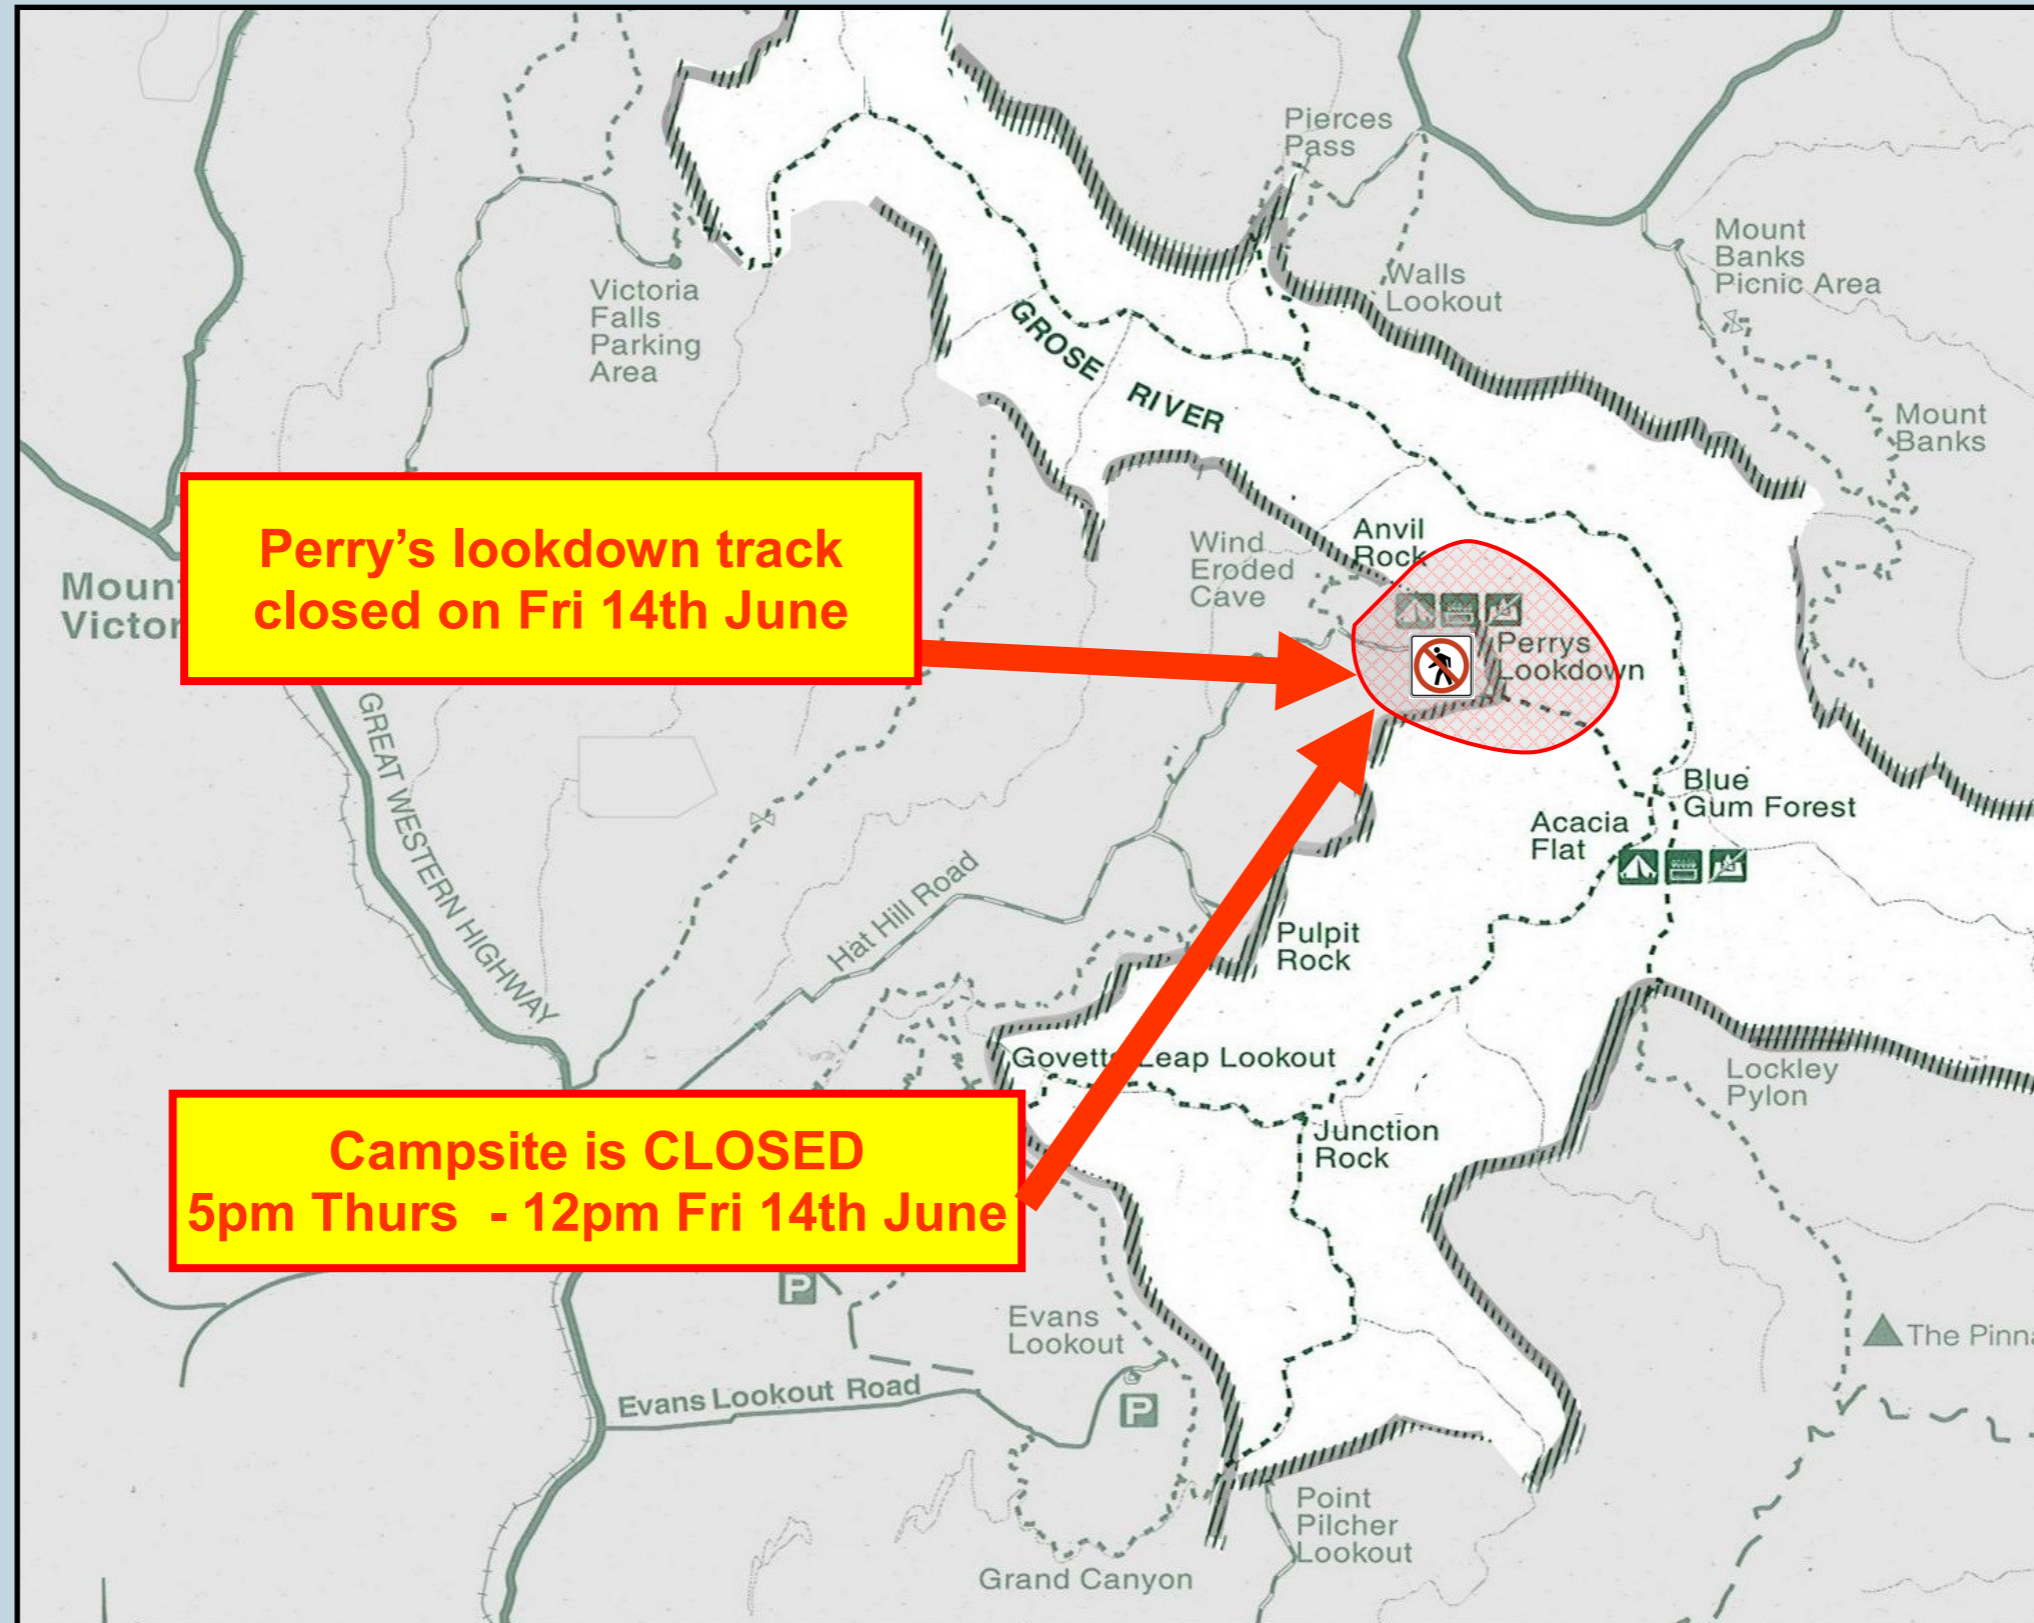 Pierces
Pass
Mount
Banks
Picnic Area
Walls
Lookout
Victoria
Falls
Parking
Area
GROSE RIVER
Mount
Banks
Perry’s lookdown track
closed on Fri 14th June
Wind
Eroded
Cave
Anvil
Rock
Perrys
Lookdown
GREAT WESTERN HIGHWAY
Blue
Gum Forest
Acacia
Flat
Hat Hill Road
Pulpit
Rock
Govetts Leap Lookout
Lockley
Pylon
Junction
Rock
Campsite is CLOSED
5pm Thurs - 12pm Fri 14th June
P
Evans
Lookout
The
Evans Lookout Road
P
Point
Pilcher
Lookout
Grand Canyon